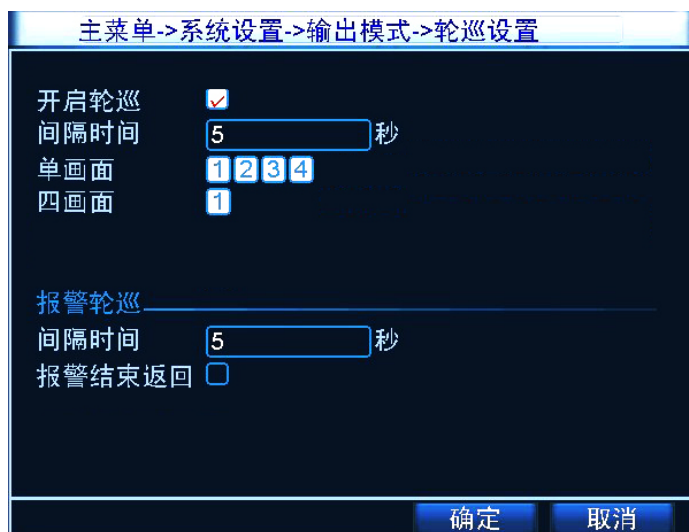 主菜单->系统设置->输出模式->轮巡设置
开启轮巡
间隔时间 5 秒
单画面 1 2 3 4
四画面 1
报警轮巡
间隔时间 5 秒
报警结束返回
确定 取消